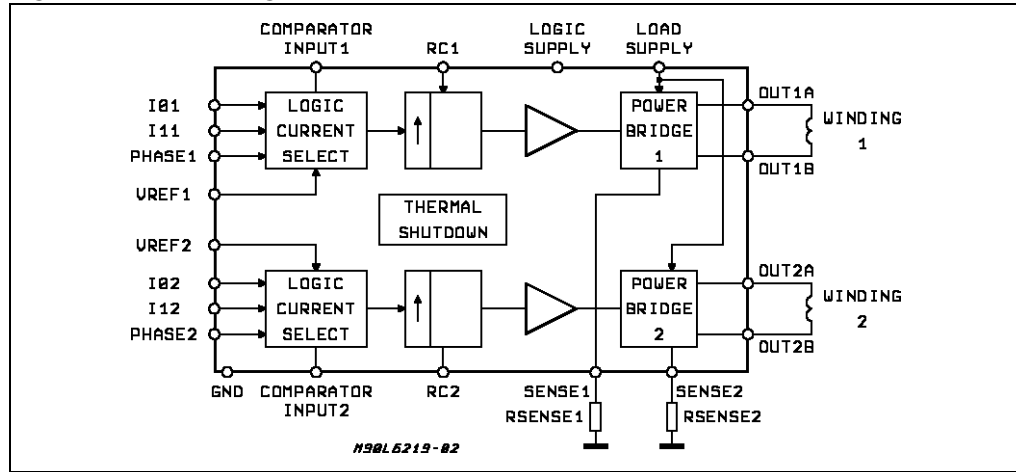 COMPARATOR INPUT1
RC1
LOGIC SUPPLY
LOAD SUPPLY
I01
I11
PHASE1
VREF1
LOGIC
CURRENT
SELECT
POWER
BRIDGE
1
OUT1A
WINDING
1
OUT1B
THERMAL
SHUTDOWN
VREF2
I02
I12
PHASE2
LOGIC
CURRENT
SELECT
POWER
BRIDGE
2
OUT2A
WINDING
2
OUT2B
GND
COMPARATOR INPUT2
RC2
SENSE1
SENSE2
RSENSE1
RSENSE2
M90L6219-02